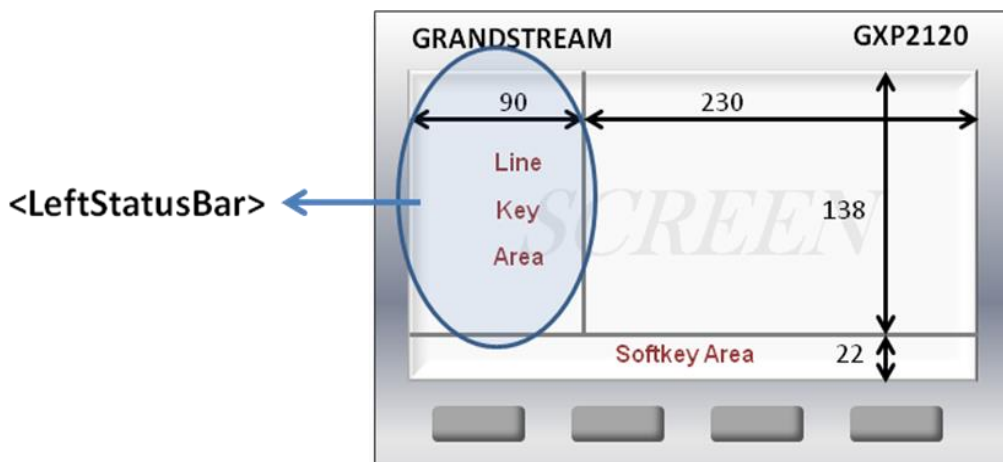 GRANDSTREAM GXP2120
90 230
Line
<LeftStatusBar>
Key
SCREEN
138
Area
Softkey Area 22